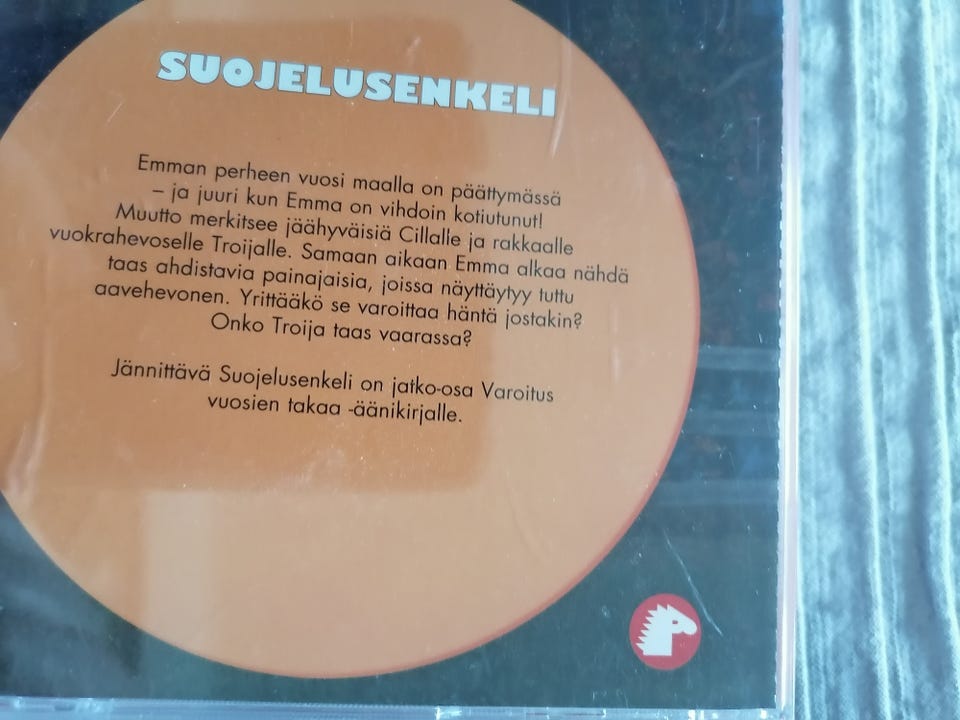 SUOJELUSENKELI
Emman perheen vuosi maalla on päättymässä
– ja juuri kun Emma on vihdoin kotiutunut!
Muutto merkitsee jäähyväisiä Cillalle ja rakkaalle
vuokrahevoselle Troijalle. Samaan aikaan Emma alkaa nähdä
taas ahdistavia painajaisia, joissa näyttäytyy tuttu
aavehevonen. Yrittääkö se varoittaa häntä jostakin?
Onko Troija taas vaarassa?
Jännittävä Suojelusenkeli on jatko-osa Varoitus
vuosien takaa -äänikirjalle.